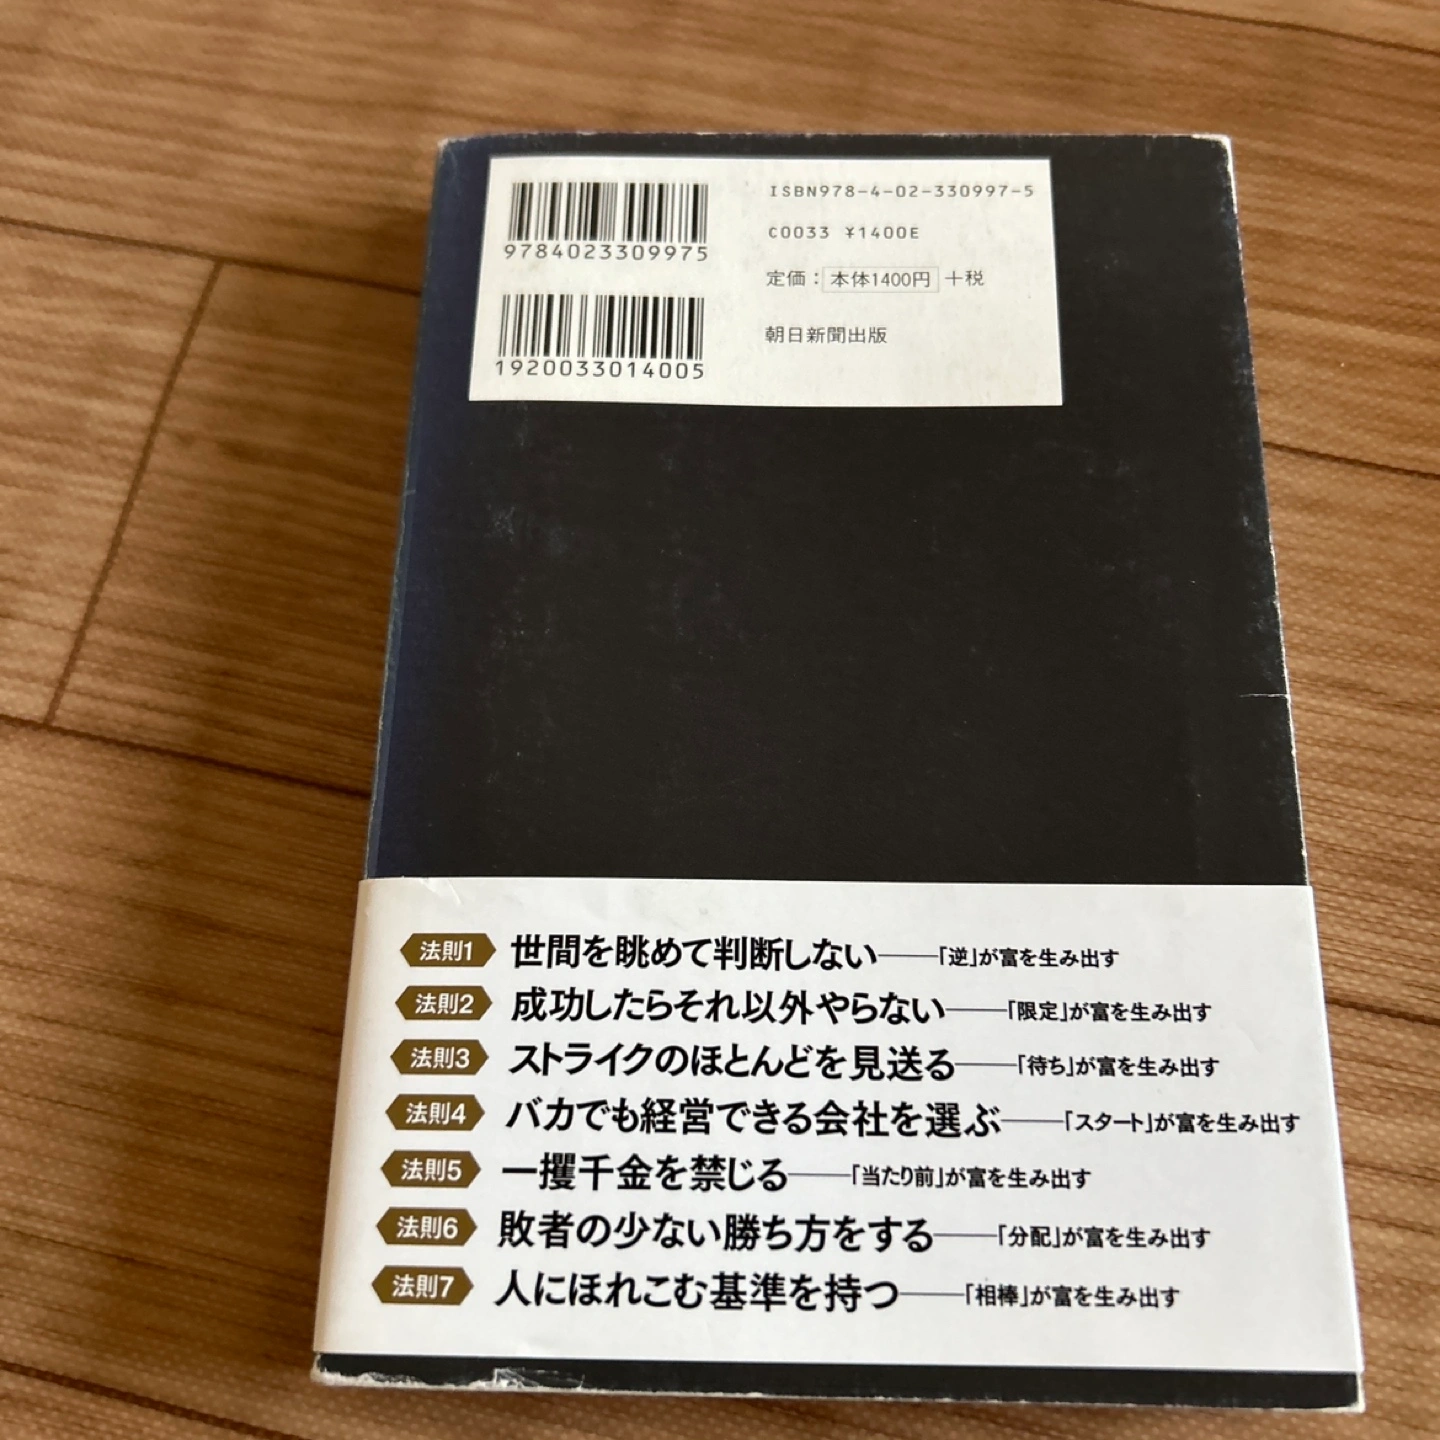 ISBN978-4-02-330997-5
C0033 ¥1400E
定価：本体1400円＋税
朝日新聞出版
9784023309975
1920033014005
法則1 世間を眺めて判断しない――「逆」が富を生み出す
法則2 成功したらそれ以外やらない――「限定」が富を生み出す
法則3 ストライクのほとんどを見送る――「待ち」が富を生み出す
法則4 バカでも経営できる会社を選ぶ――「スタート」が富を生み出す
法則5 一攫千金を禁じる――「当たり前」が富を生み出す
法則6 敗者の少ない勝ち方をする――「分配」が富を生み出す
法則7 人にほれこむ基準を持つ――「相棒」が富を生み出す